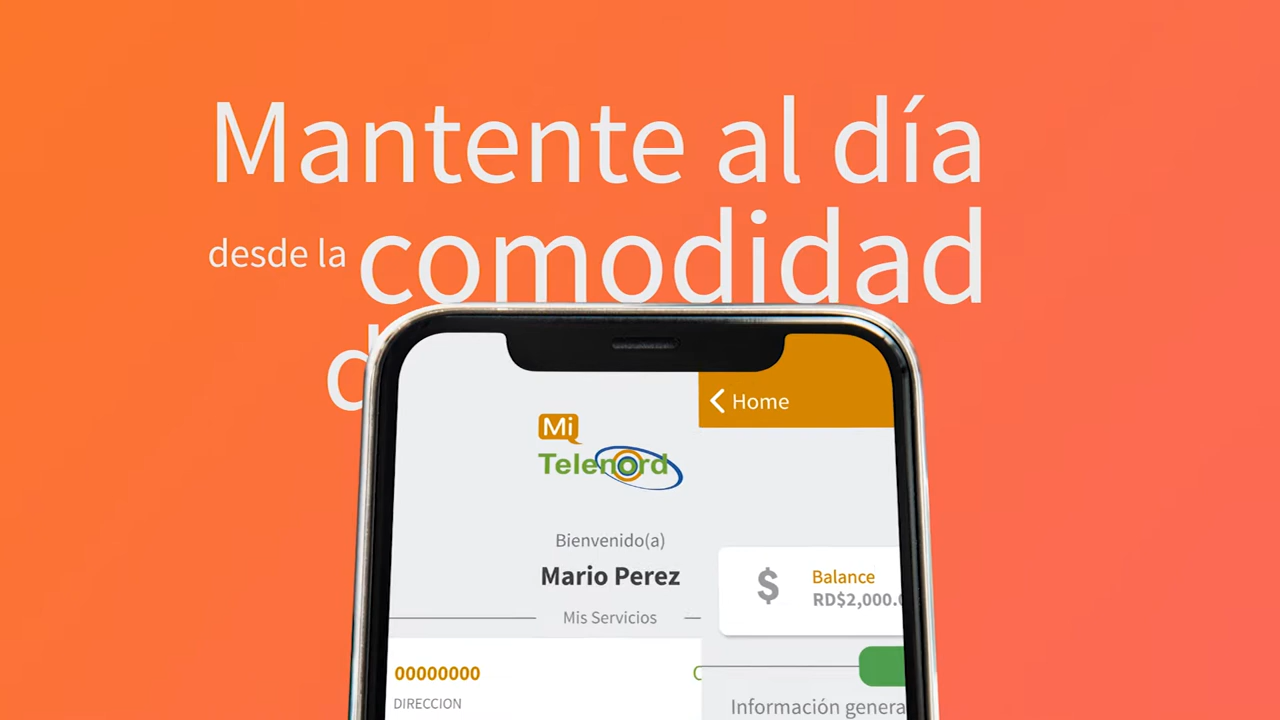 Mantente al día
desde la comodidad
Home
Mi
Telenord
Bienvenido(a)
Mario Perez
Balance
RD$2,000.
Mis Servicios
00000000
DIRECCION
Información genera